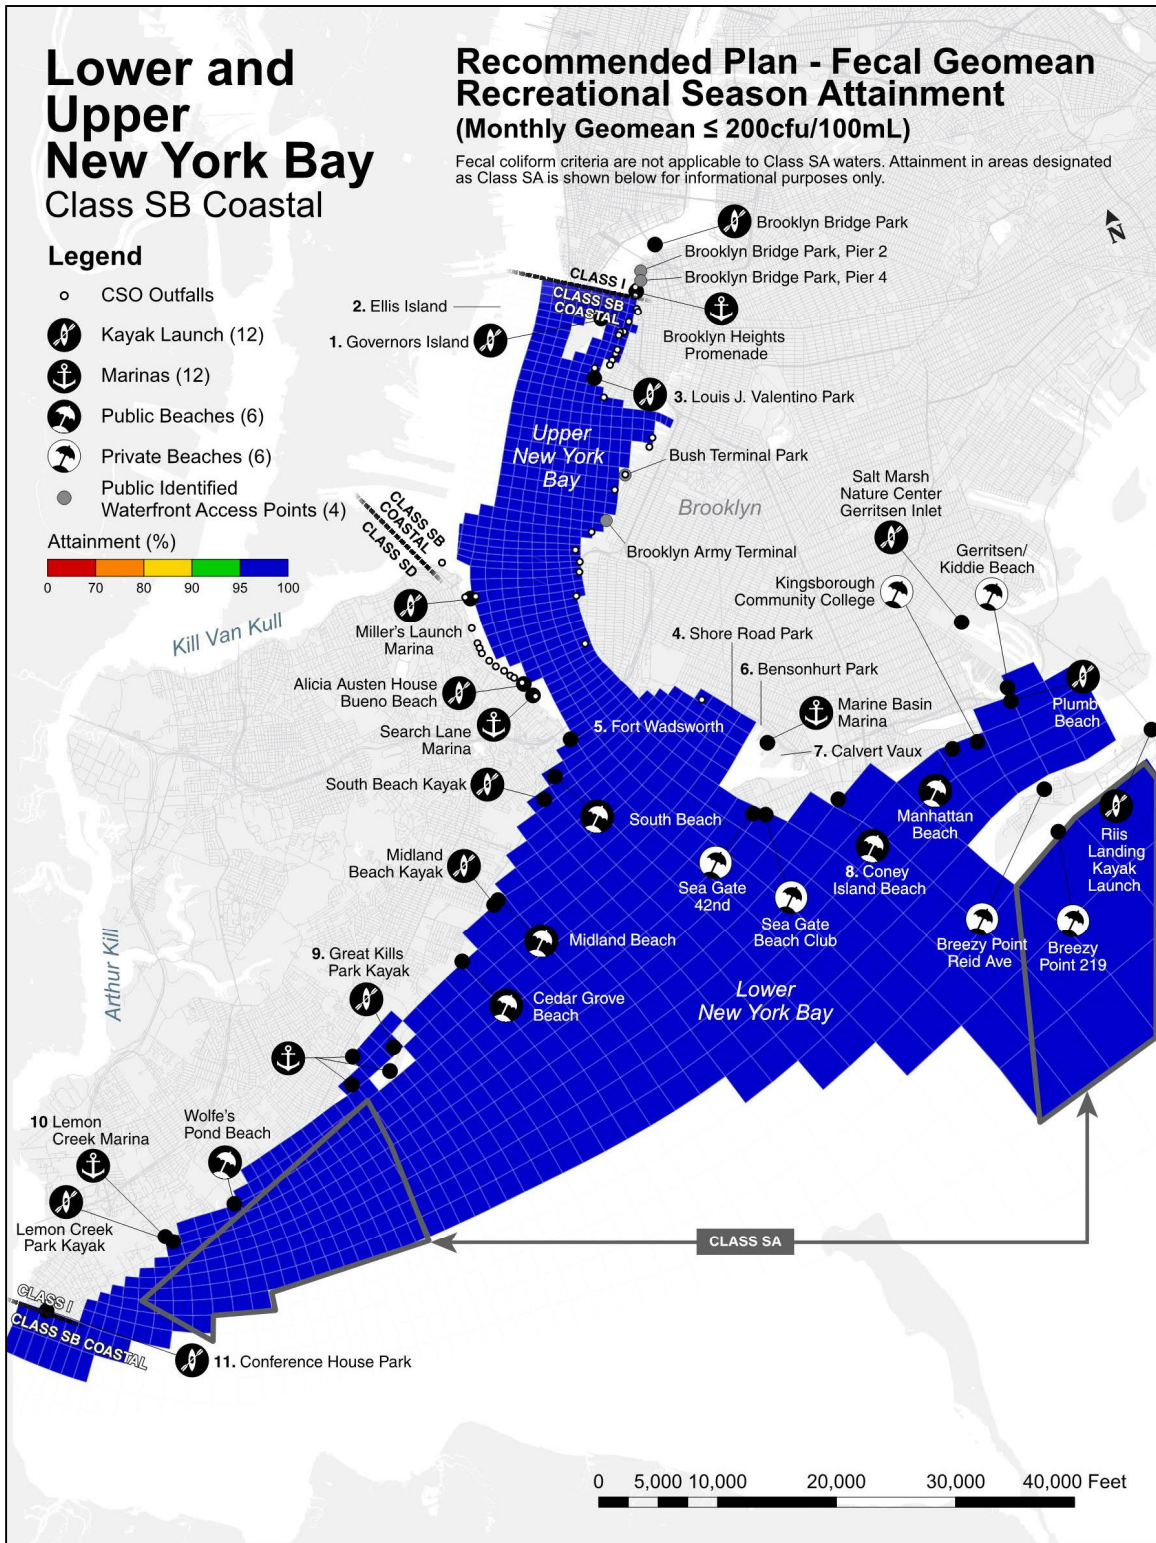 Lower and
Upper
New York Bay
Class SB Coastal
Recommended Plan - Fecal Geomean
Recreational Season Attainment
(Monthly Geomean ≤ 200cfu/100mL)
Fecal coliform criteria are not applicable to Class SA waters. Attainment in areas designated
as Class SA is shown below for informational purposes only.
Legend
CSO Outfalls
Kayak Launch (12)
Marinas (12)
Public Beaches (6)
Private Beaches (6)
Public Identified
Waterfront Access Points (4)
Attainment (%)
0 70 80 90 95 100
N
Brooklyn Bridge Park
Brooklyn Bridge Park, Pier 2
Brooklyn Bridge Park, Pier 4
CLASS I
CLASS SB
COASTAL
2. Ellis Island
1. Governors Island
Brooklyn Heights
Promenade
3. Louis J. Valentino Park
Upper
New York
Bay
Bush Terminal Park
Brooklyn
Salt Marsh
Nature Center
Gerritsen Inlet
CLASS SB
COASTAL
CLASS SD
Brooklyn Army Terminal
Gerritsen/
Kiddie Beach
Kingsborough
Community College
Kill Van Kull
Miller's Launch
Marina
4. Shore Road Park
6. Bensonhurt Park
Alicia Austen House
Bueno Beach
Marine Basin
Marina
Plumb
Beach
Search Lane
Marina
5. Fort Wadsworth
7. Calvert Vaux
South Beach Kayak
South Beach
Manhattan
Beach
Riis
Landing
Kayak
Launch
Midland
Beach Kayak
Sea Gate
42nd
8. Coney
Island Beach
Sea Gate
Beach Club
Breezy Point
Reid Ave
Breezy
Point 219
Midland Beach
9. Great Kills
Park Kayak
Arthur Kill
Cedar Grove
Beach
Lower
New York Bay
Wolfe's
Pond Beach
10 Lemon
Creek Marina
Lemon Creek
Park Kayak
CLASS SA
CLASS I
CLASS SB COASTAL
11. Conference House Park
0 5,000 10,000 20,000 30,000 40,000 Feet